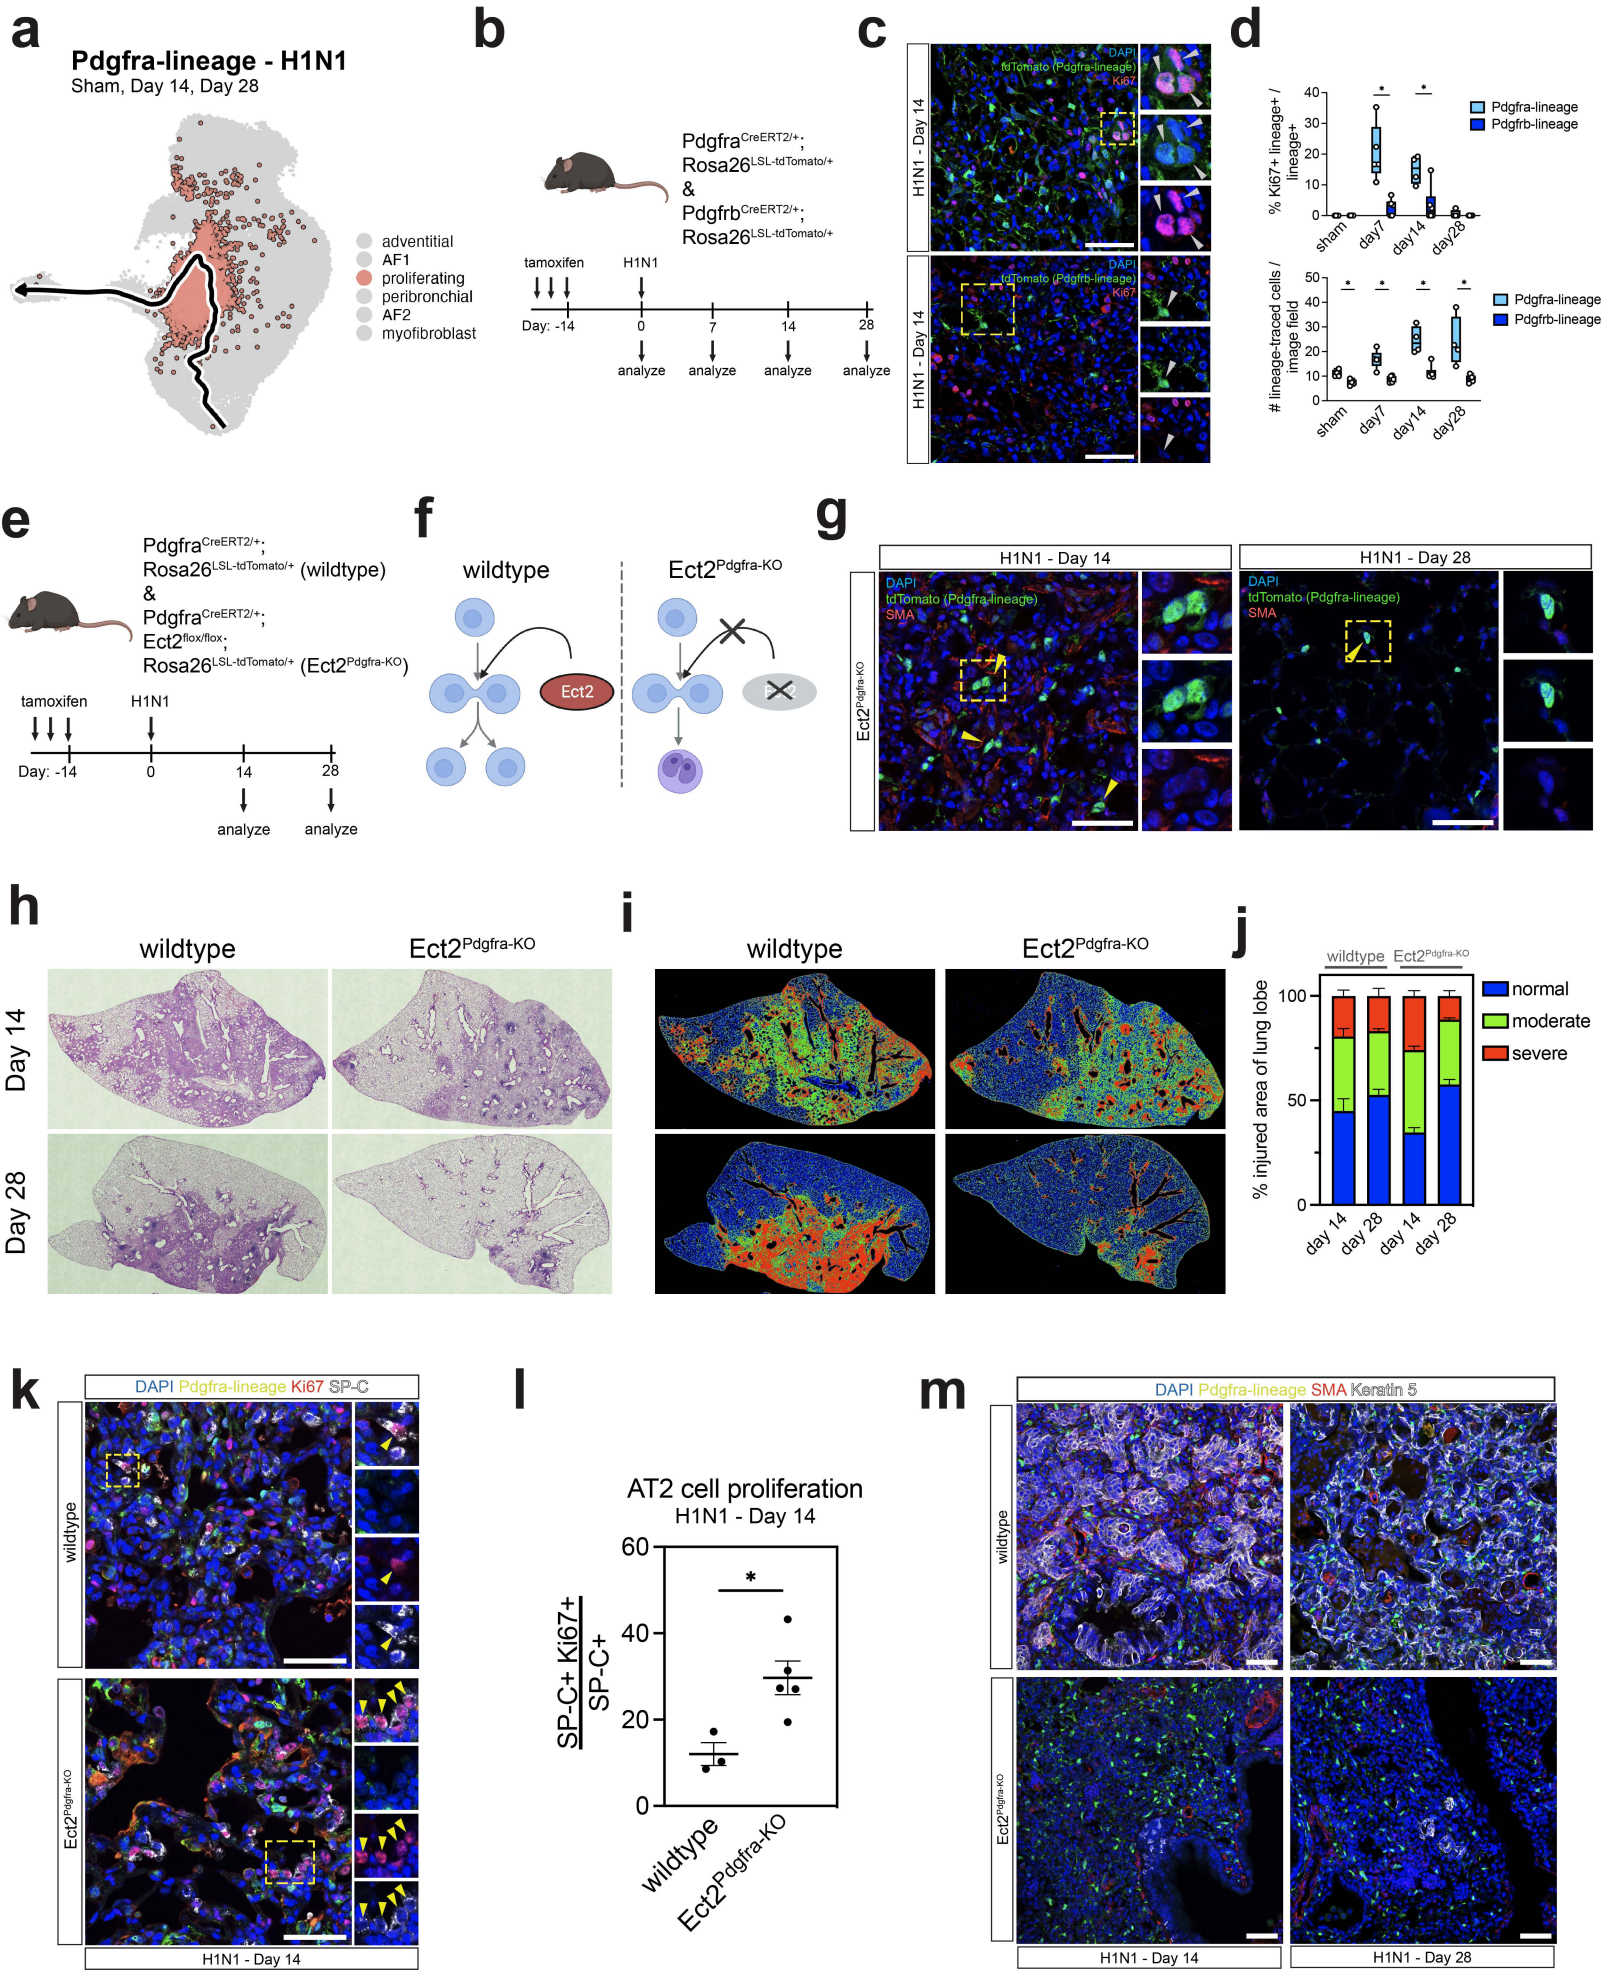 a
Pdgfra-lineage - H1N1
Sham, Day 14, Day 28
adventitial
AF1
proliferating
peribronchial
AF2
myofibroblast
b
PdgfraCreERT2/+;
Rosa26LSL-tdTomato/+
&
PdgfrbCreERT2/+;
Rosa26LSL-tdTomato/+
tamoxifen
H1N1
Day: -14
0
7
14
28
analyze
analyze
analyze
analyze
c
H1N1 - Day 14
DAPI
tdTomato (Pdgfra-lineage)
Ki67
H1N1 - Day 14
DAPI
tdTomato (Pdgfrb-lineage)
Ki67
d
% Ki67+ lineage+ /
lineage+
40
30
20
10
0
*
*
sham
day7
day14
day28
Pdgfra-lineage
Pdgfrb-lineage
# lineage-traced cells /
image field
50
40
30
20
10
0
*
*
*
*
sham
day7
day14
day28
Pdgfra-lineage
Pdgfrb-lineage
e
PdgfraCreERT2/+;
Rosa26LSL-tdTomato/+ (wildtype)
&
PdgfraCreERT2/+;
Ect2flox/flox;
Rosa26LSL-tdTomato/+ (Ect2Pdgfra-KO)
tamoxifen
H1N1
Day: -14
0
14
28
analyze
analyze
f
wildtype
Ect2Pdgfra-KO
Ect2
Ect2
g
H1N1 - Day 14
H1N1 - Day 28
Ect2Pdgfra-KO
DAPI
tdTomato (Pdgfra-lineage)
SMA
DAPI
tdTomato (Pdgfra-lineage)
SMA
h
wildtype
Ect2Pdgfra-KO
Day 14
Day 28
i
wildtype
Ect2Pdgfra-KO
j
wildtype
Ect2Pdgfra-KO
% injured area of lung lobe
100
50
0
day 14
day 28
day 14
day 28
normal
moderate
severe
k
DAPI Pdgfra-lineage Ki67 SP-C
wildtype
Ect2Pdgfra-KO
H1N1 - Day 14
l
AT2 cell proliferation
H1N1 - Day 14
SP-C+ Ki67+
SP-C+
60
40
20
0
*
wildtype
Ect2Pdgfra-KO
m
DAPI Pdgfra-lineage SMA Keratin 5
wildtype
Ect2Pdgfra-KO
H1N1 - Day 14
H1N1 - Day 28